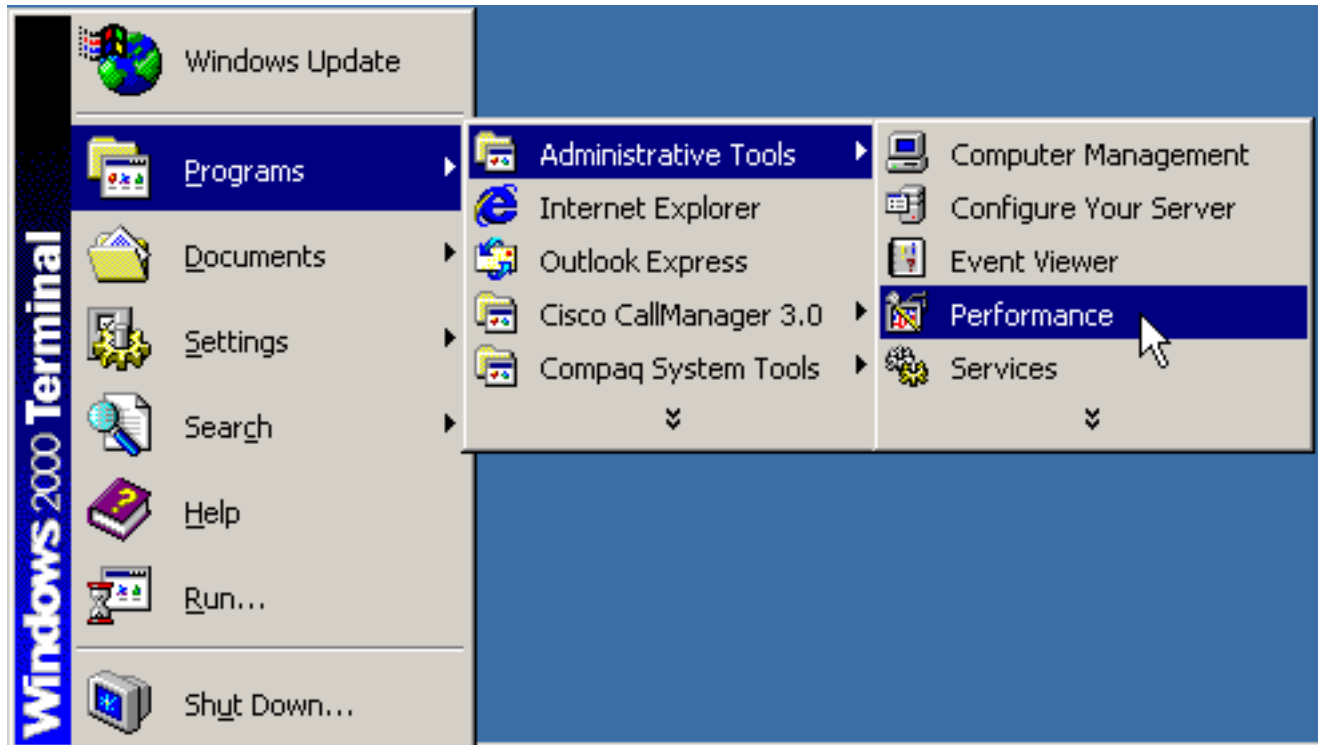 Windows 2000 Terminal
Windows Update
Programs
Documents
Settings
Search
Help
Run...
Shut Down...
Administrative Tools
Internet Explorer
Outlook Express
Cisco CallManager 3.0
Compaq System Tools
Computer Management
Configure Your Server
Event Viewer
Performance
Services